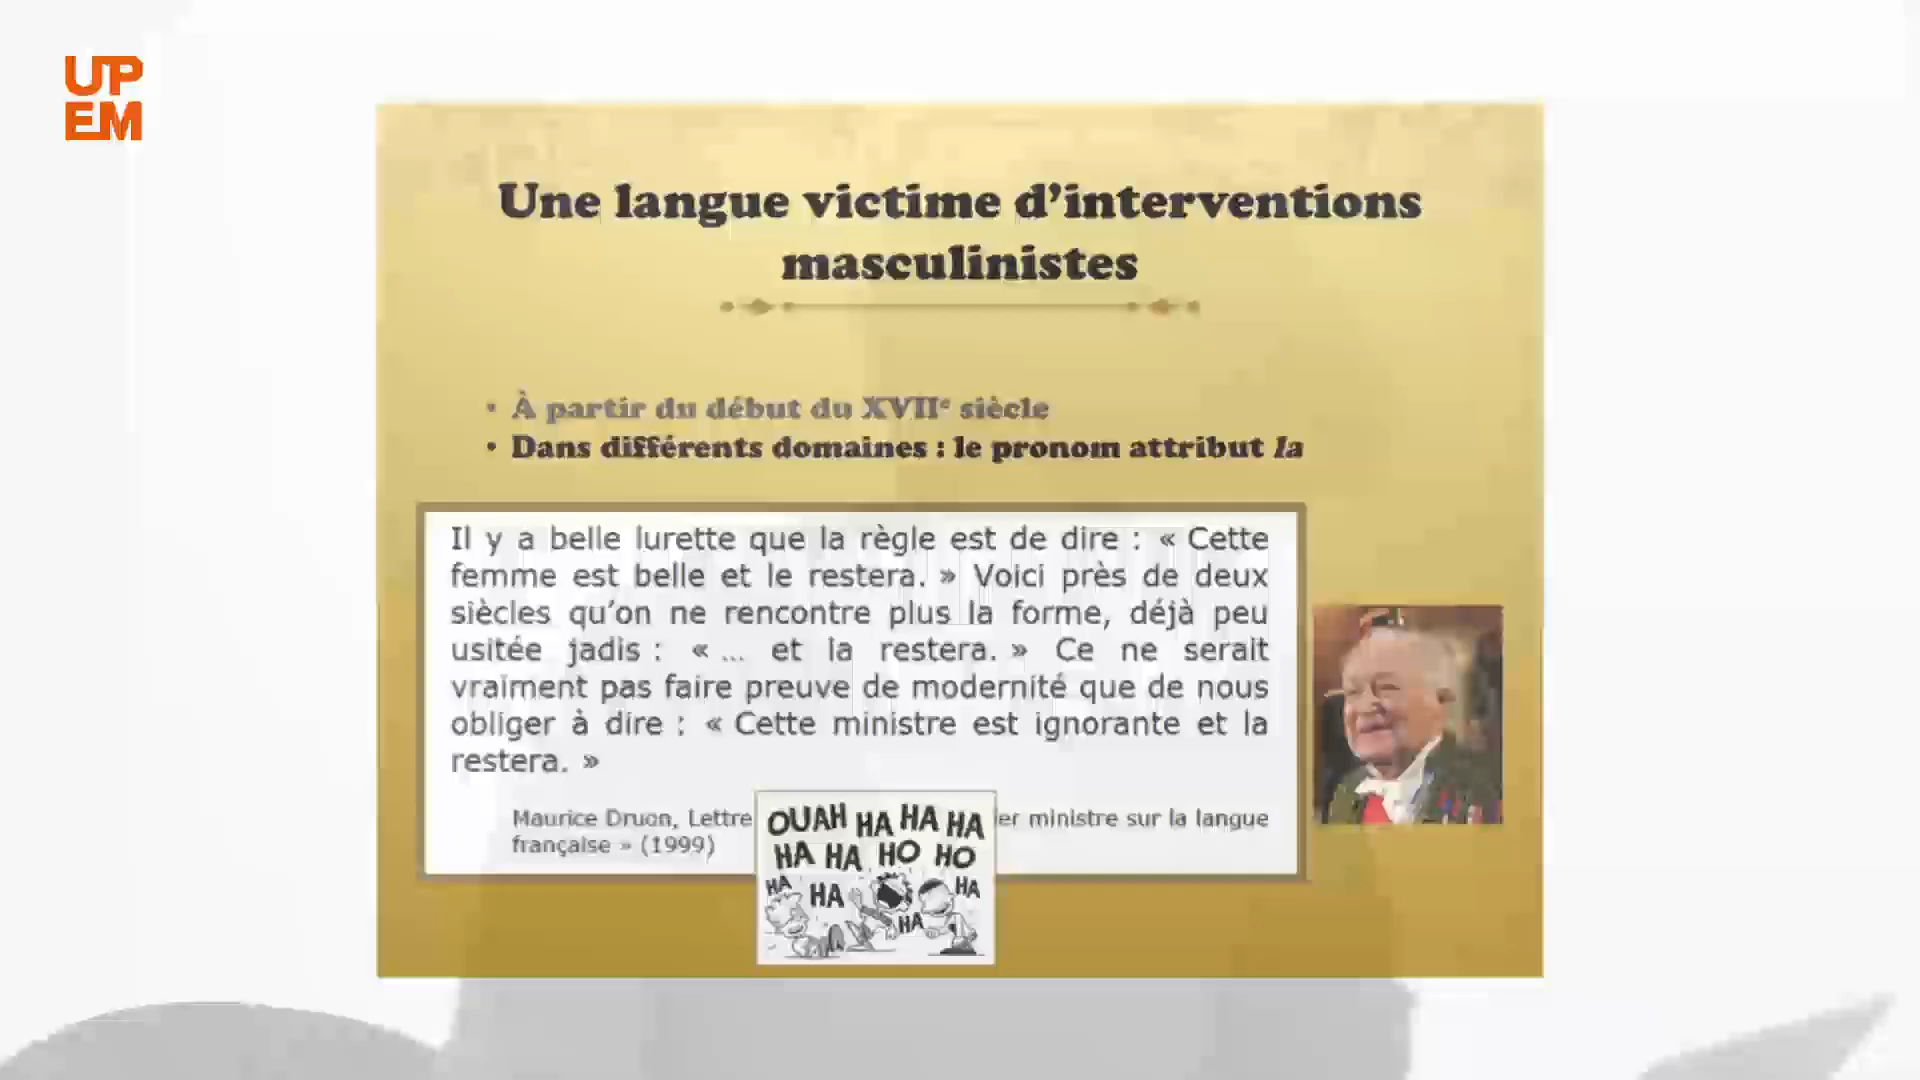 UP
EM
Une langue victime d’interventions
masculinistes
• À partir du début du XVIIe siècle
• Dans différents domaines : le pronom attribut la
Il y a belle lurette que la règle est de dire : « Cette
femme est belle et le restera. » Voici près de deux
siècles qu’on ne rencontre plus la forme, déjà peu
usitée jadis : « ... et la restera. » Ce ne serait
vraiment pas faire preuve de modernité que de nous
obliger à dire : « Cette ministre est ignorante et la
restera. »
Maurice Druon, Lettre er ministre sur la langue
française » (1999)
OUAH HA HA HA
HA HA HO HO
HA HA HA
HA